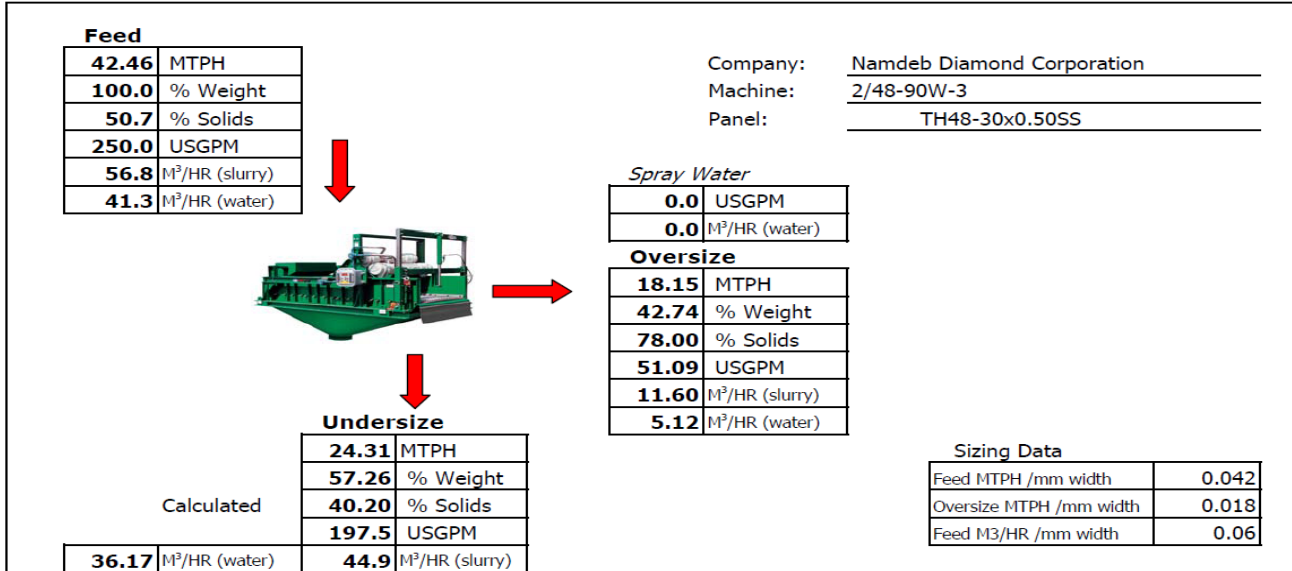 Feed
42.46 MTPH
100.0 % Weight
50.7 % Solids
250.0 USGPM
56.8 M³/HR (slurry)
41.3 M³/HR (water)
Company: Namdeb Diamond Corporation
Machine: 2/48-90W-3
Panel: TH48-30x0.50SS
Spray Water
0.0 USGPM
0.0 M³/HR (water)
Oversize
18.15 MTPH
42.74 % Weight
78.00 % Solids
51.09 USGPM
11.60 M³/HR (slurry)
5.12 M³/HR (water)
Undersize
24.31 MTPH
57.26 % Weight
Calculated 40.20 % Solids
197.5 USGPM
36.17 M³/HR (water) 44.9 M³/HR (slurry)
Sizing Data
Feed MTPH /mm width 0.042
Oversize MTPH /mm width 0.018
Feed M3/HR /mm width 0.06